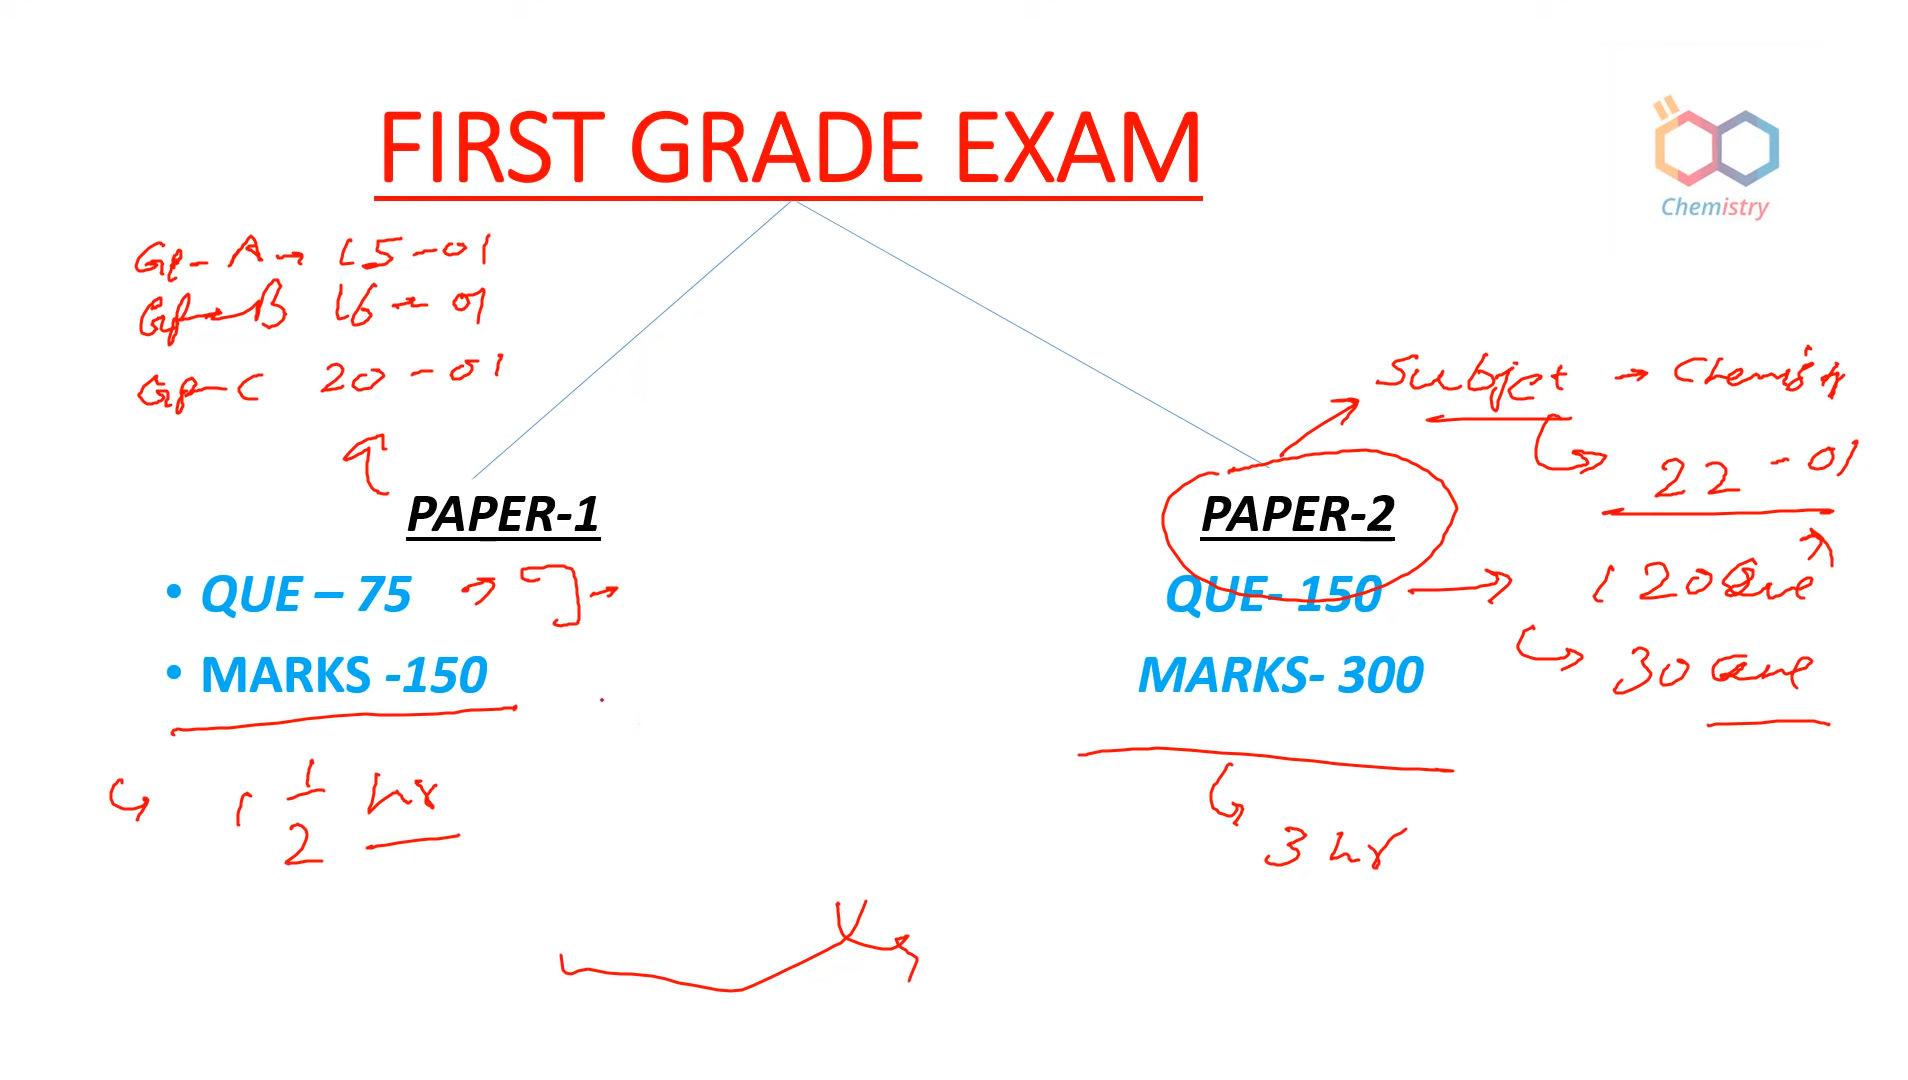 FIRST GRADE EXAM
Chemistry
Gp- A → 15-01
Gp-B 16-01
Gp-C 20-01
PAPER-1
• QUE – 75
• MARKS -150
1 1/2 hr
Subject → Chemistry
22-01
PAPER-2
QUE- 150
120 Que
MARKS- 300
30 Que
3 hr